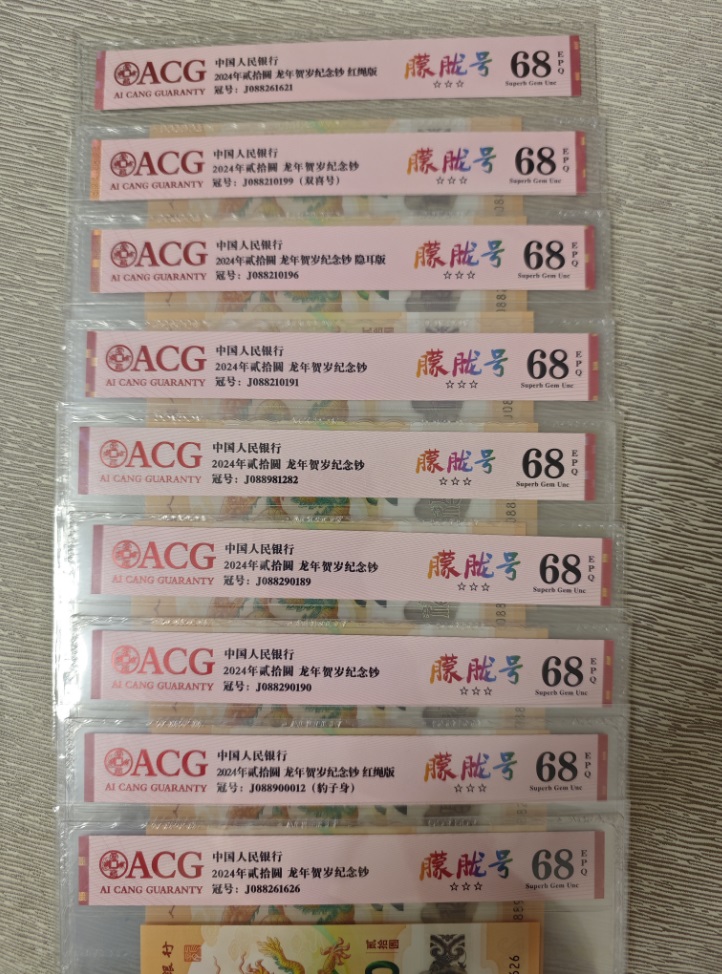 ACG
AI CANG GUARANTY
中国人民银行
2024年贰拾圆 龙年贺岁纪念钞 红绳版
冠号：J088261621
朦胧号
☆☆☆
68
EPQ
Superb Gem Unc
ACG
AI CANG GUARANTY
中国人民银行
2024年贰拾圆 龙年贺岁纪念钞
冠号：J088210199（双喜号）
朦胧号
☆☆☆
68
EPQ
Superb Gem Unc
ACG
AI CANG GUARANTY
中国人民银行
2024年贰拾圆 龙年贺岁纪念钞 隐耳版
冠号：J088210196
朦胧号
☆☆☆
68
EPQ
Superb Gem Unc
ACG
AI CANG GUARANTY
中国人民银行
2024年贰拾圆 龙年贺岁纪念钞
冠号：J088210191
朦胧号
☆☆☆
68
EPQ
Superb Gem Unc
ACG
AI CANG GUARANTY
中国人民银行
2024年贰拾圆 龙年贺岁纪念钞
冠号：J088981282
朦胧号
☆☆☆
68
EPQ
Superb Gem Unc
ACG
AI CANG GUARANTY
中国人民银行
2024年贰拾圆 龙年贺岁纪念钞
冠号：J088290189
朦胧号
☆☆☆
68
EPQ
Superb Gem Unc
ACG
AI CANG GUARANTY
中国人民银行
2024年贰拾圆 龙年贺岁纪念钞
冠号：J088290190
朦胧号
☆☆☆
68
EPQ
Superb Gem Unc
ACG
AI CANG GUARANTY
中国人民银行
2024年贰拾圆 龙年贺岁纪念钞 红绳版
冠号：J088900012（豹子身）
朦胧号
☆☆☆
68
EPQ
Superb Gem Unc
ACG
AI CANG GUARANTY
中国人民银行
2024年贰拾圆 龙年贺岁纪念钞
冠号：J088261626
朦胧号
☆☆☆
68
EPQ
Superb Gem Unc
银行
贰拾圆
626